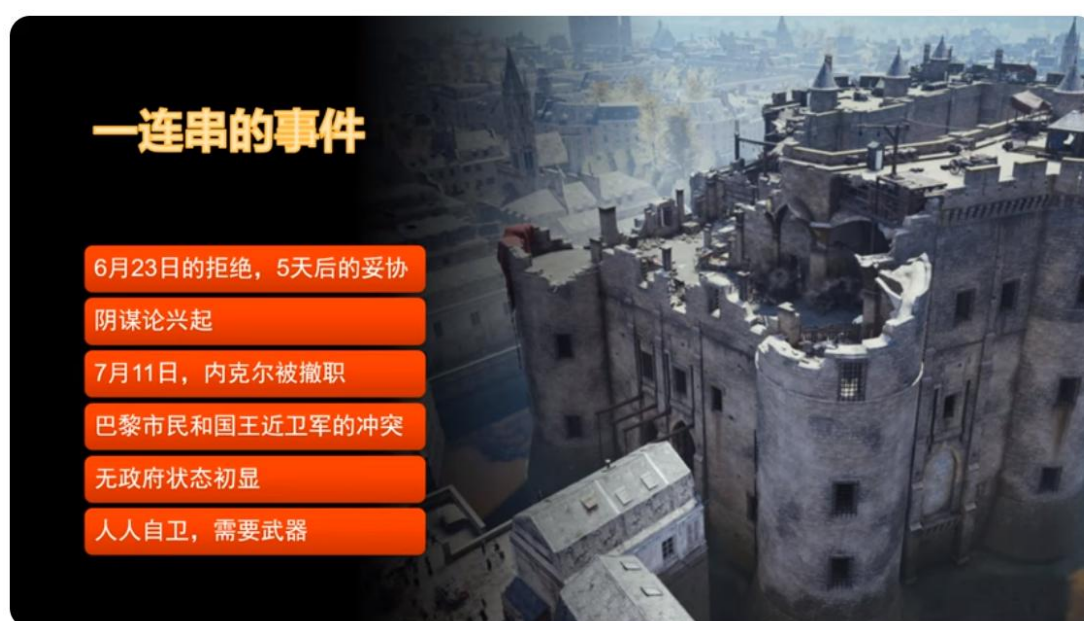 一连串的事件
6月23日的拒绝，5天后的妥协
阴谋论兴起
7月11日，内克尔被撤职
巴黎市民和国王近卫军的冲突
无政府状态初显
人人自卫，需要武器